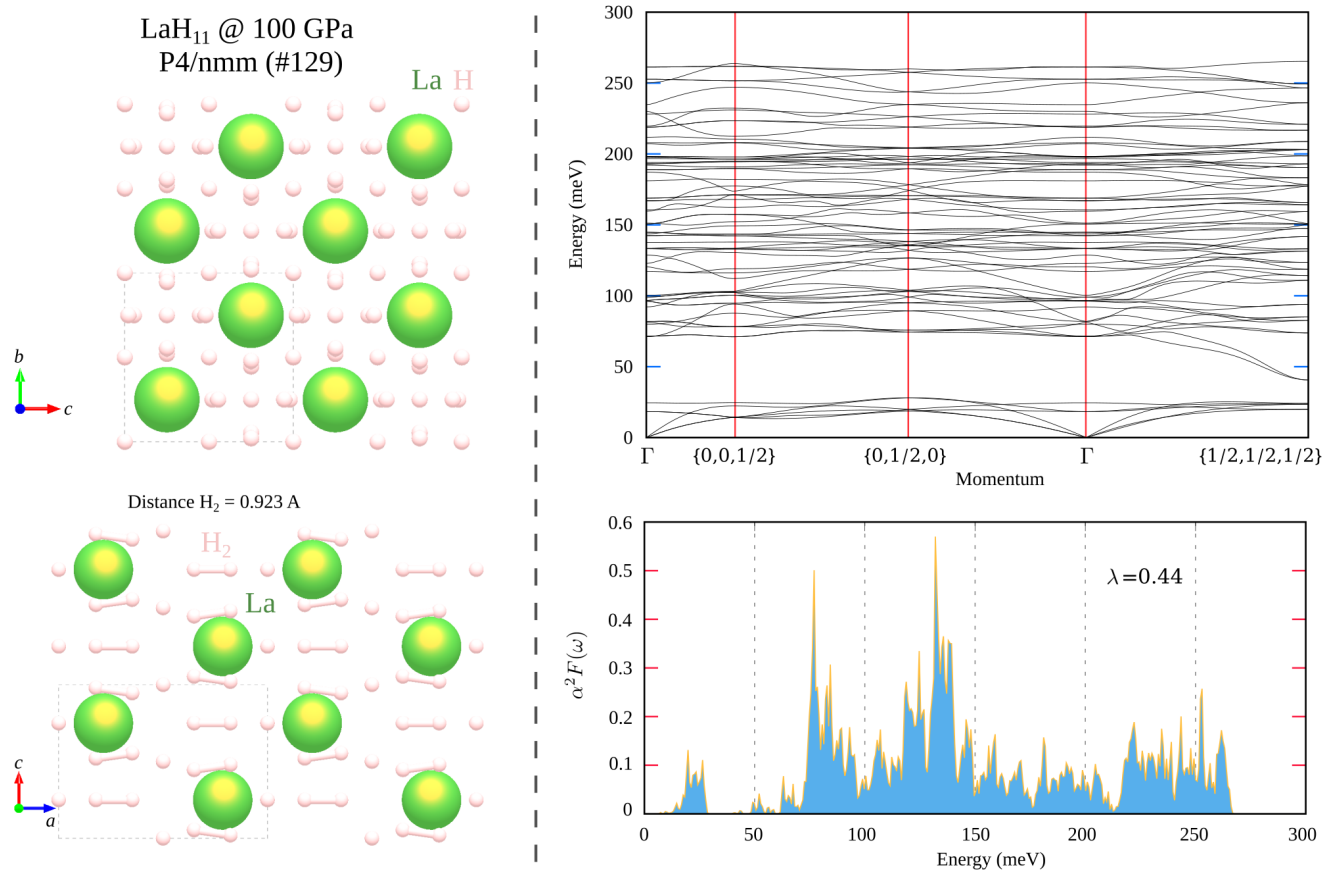 LaH₁₁ @ 100 GPa
P4/nmm (#129)
La H
b
c
Distance H₂ = 0.923 A
H₂
La
c
a
300
250
200
150
100
50
0
Energy (meV)
Γ {0,0,1/2} {0,1/2,0} Γ {1/2,1/2,1/2}
Momentum
0.6
0.5
0.4
0.3
0.2
0.1
0
α²F(ω)
λ=0.44
0 50 100 150 200 250 300
Energy (meV)